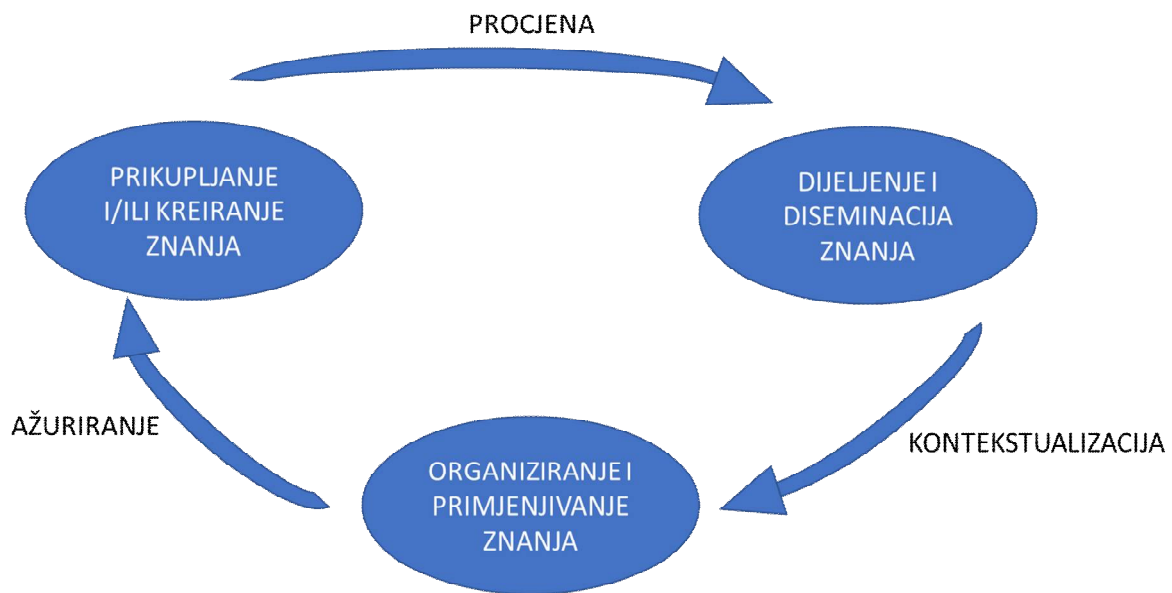 PROCJENA
PRIKUPLJANJE
I/ILI KREIRANJE
ZNANJA
DIJELJENJE I
DISEMINACIJA
ZNANJA
AŽURIRANJE
KONTEKSTUALIZACIJA
ORGANIZIRANJE I
PRIMJENJIVANJE
ZNANJA